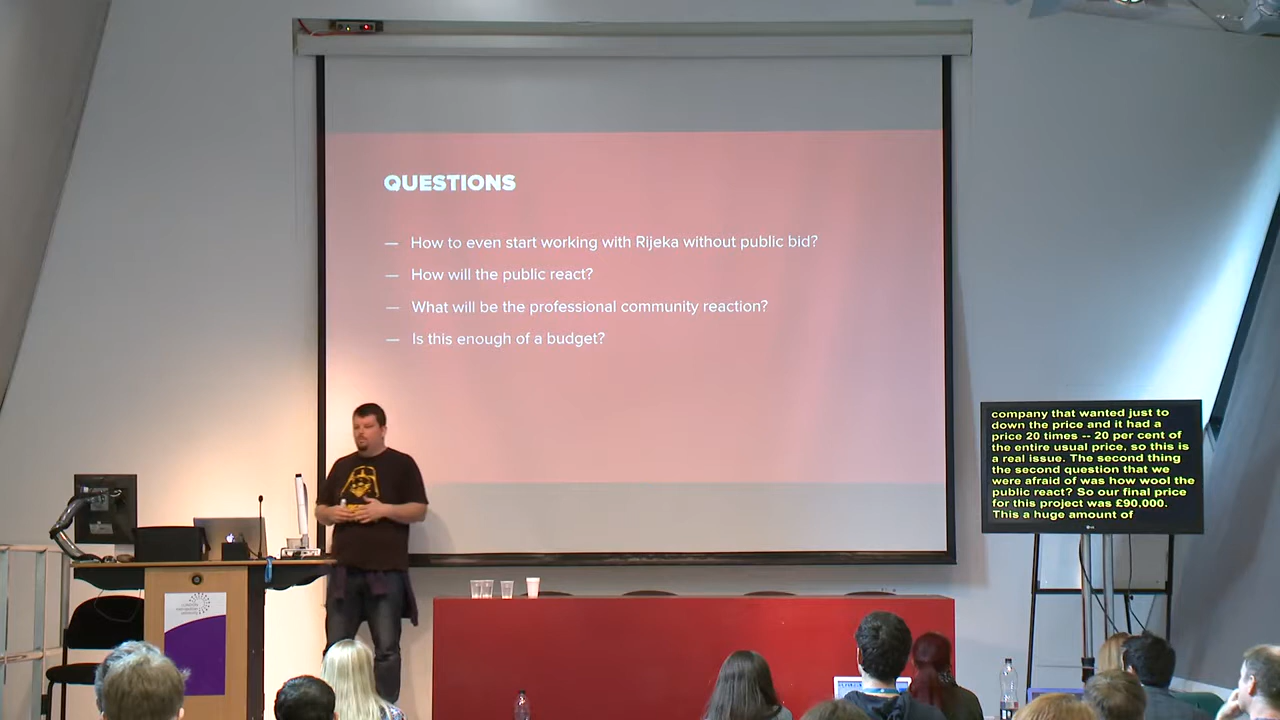 QUESTIONS
— How to even start working with Rijeka without public bid?
— How will the public react?
— What will be the professional community reaction?
— Is this enough of a budget?
company that wanted just to
down the price and it had a
price 20 times -- 20 per cent of
the entire usual price, so this is
a real issue. The second thing
the second question that we
were afraid of was how wool the
public react? So our final price
for this project was £90,000.
This a huge amount of
LG